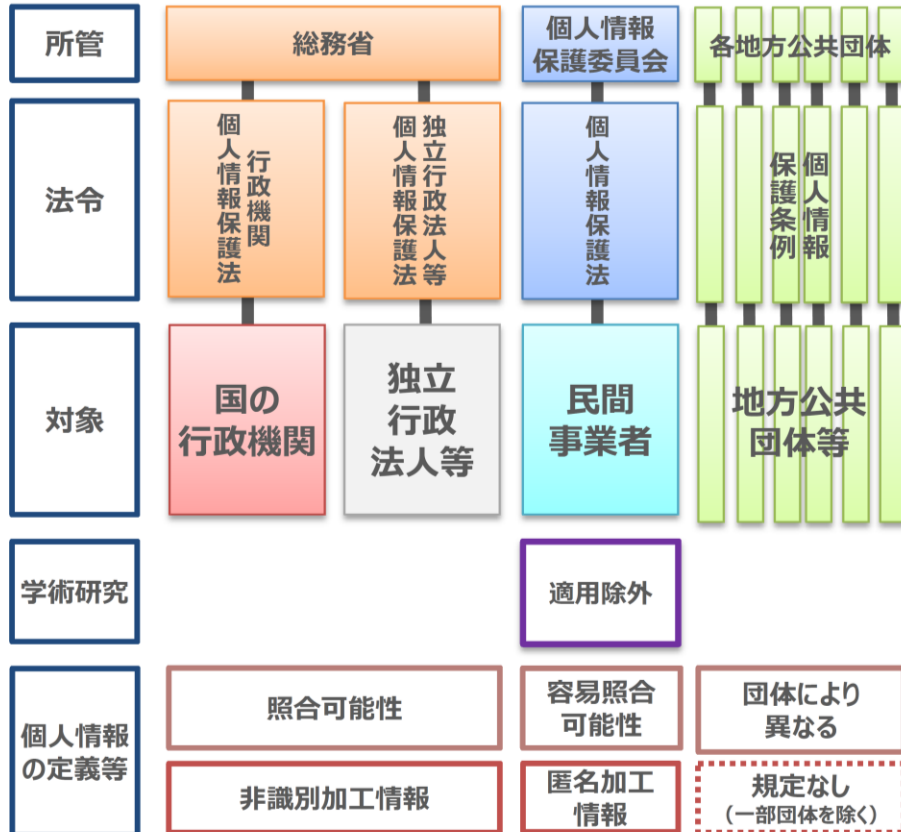 所管
総務省
個人情報
保護委員会
各地方公共団体
法令
行政機関
個人情報保護法
独立行政法人等
個人情報保護法
個人情報保護法
個人情報
保護条例
対象
国の
行政機関
独立
行政
法人等
民間
事業者
地方公共
団体等
学術研究
適用除外
個人情報
の定義等
照合可能性
容易照合
可能性
団体により
異なる
非識別加工情報
匿名加工
情報
規定なし
(一部団体を除く)